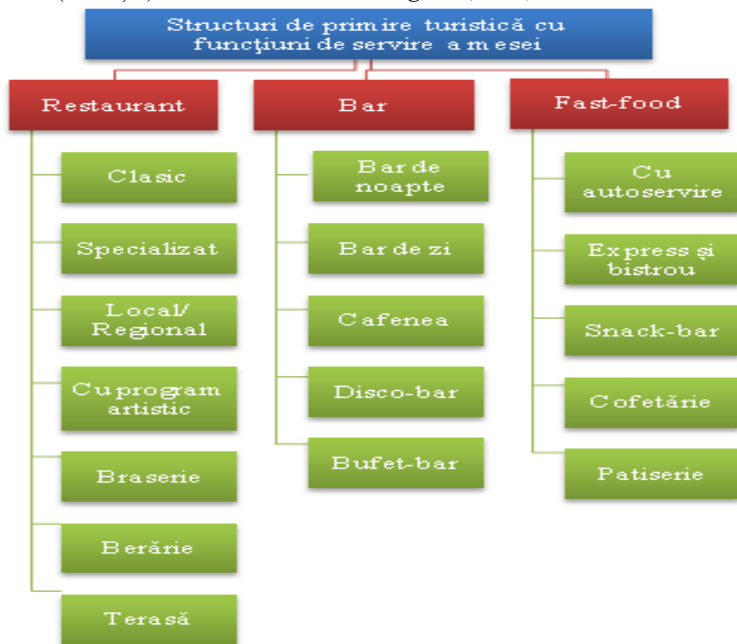 Structuri de primire turistică cu
funcţiuni de servire a mesei
Restaurant
Clasic
Specializat
Local/
Regional
Cu program
artistic
Braserie
Berărie
Terasă
Bar
Bar de
noapte
Bar de zi
Cafenea
Disco-bar
Bufet-bar
Fast-food
Cu
autoservire
Express și
bistrou
Snack-bar
Cofetărie
Patiserie